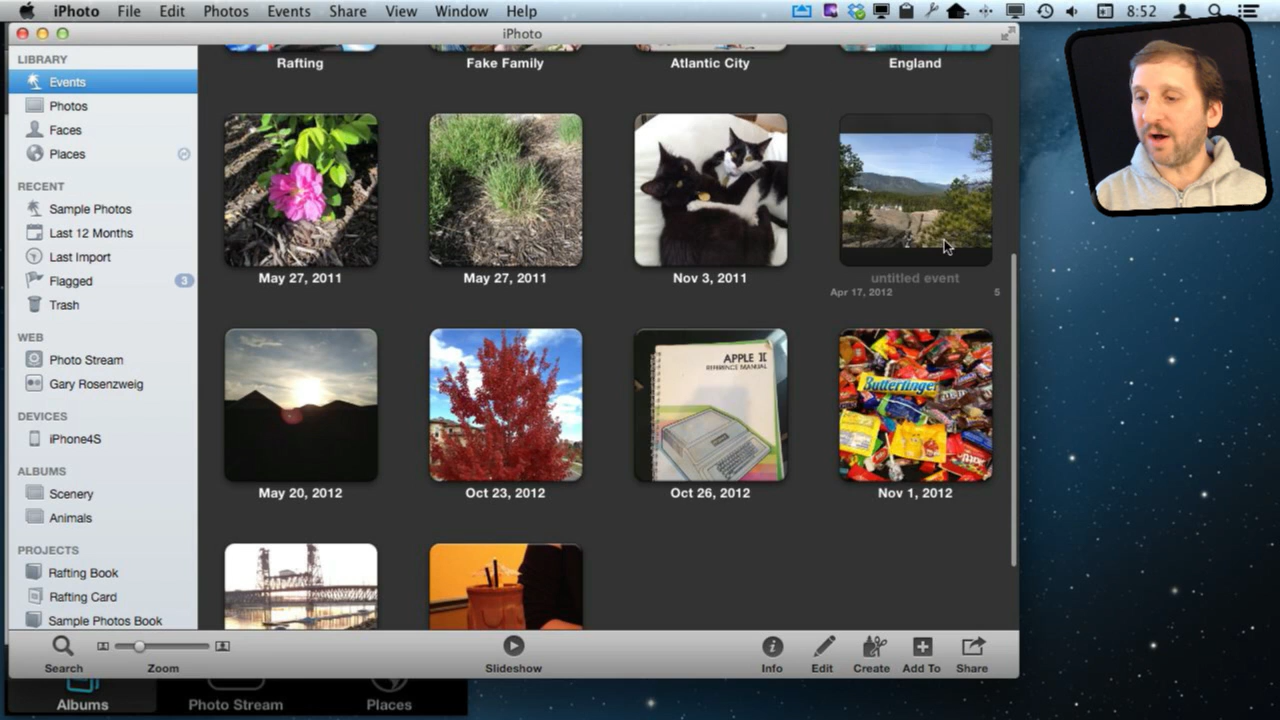 iPhoto File Edit Photos Events Share View Window Help 8:52
iPhoto
LIBRARY
Events
Photos
Faces
Places
RECENT
Sample Photos
Last 12 Months
Last Import
Flagged 3
Trash
WEB
Photo Stream
Gary Rosenzweig
DEVICES
iPhone4S
ALBUMS
Scenery
Animals
PROJECTS
Rafting Book
Rafting Card
Sample Photos Book
Rafting Fake Family Atlantic City England
May 27, 2011 May 27, 2011 Nov 3, 2011 untitled event
Apr 17, 2012 5
APPLE II
REFERENCE MANUAL
Butterfinger
May 20, 2012 Oct 23, 2012 Oct 26, 2012 Nov 1, 2012
Search Zoom Slideshow Info Edit Create Add To Share
Albums Photo Stream Places